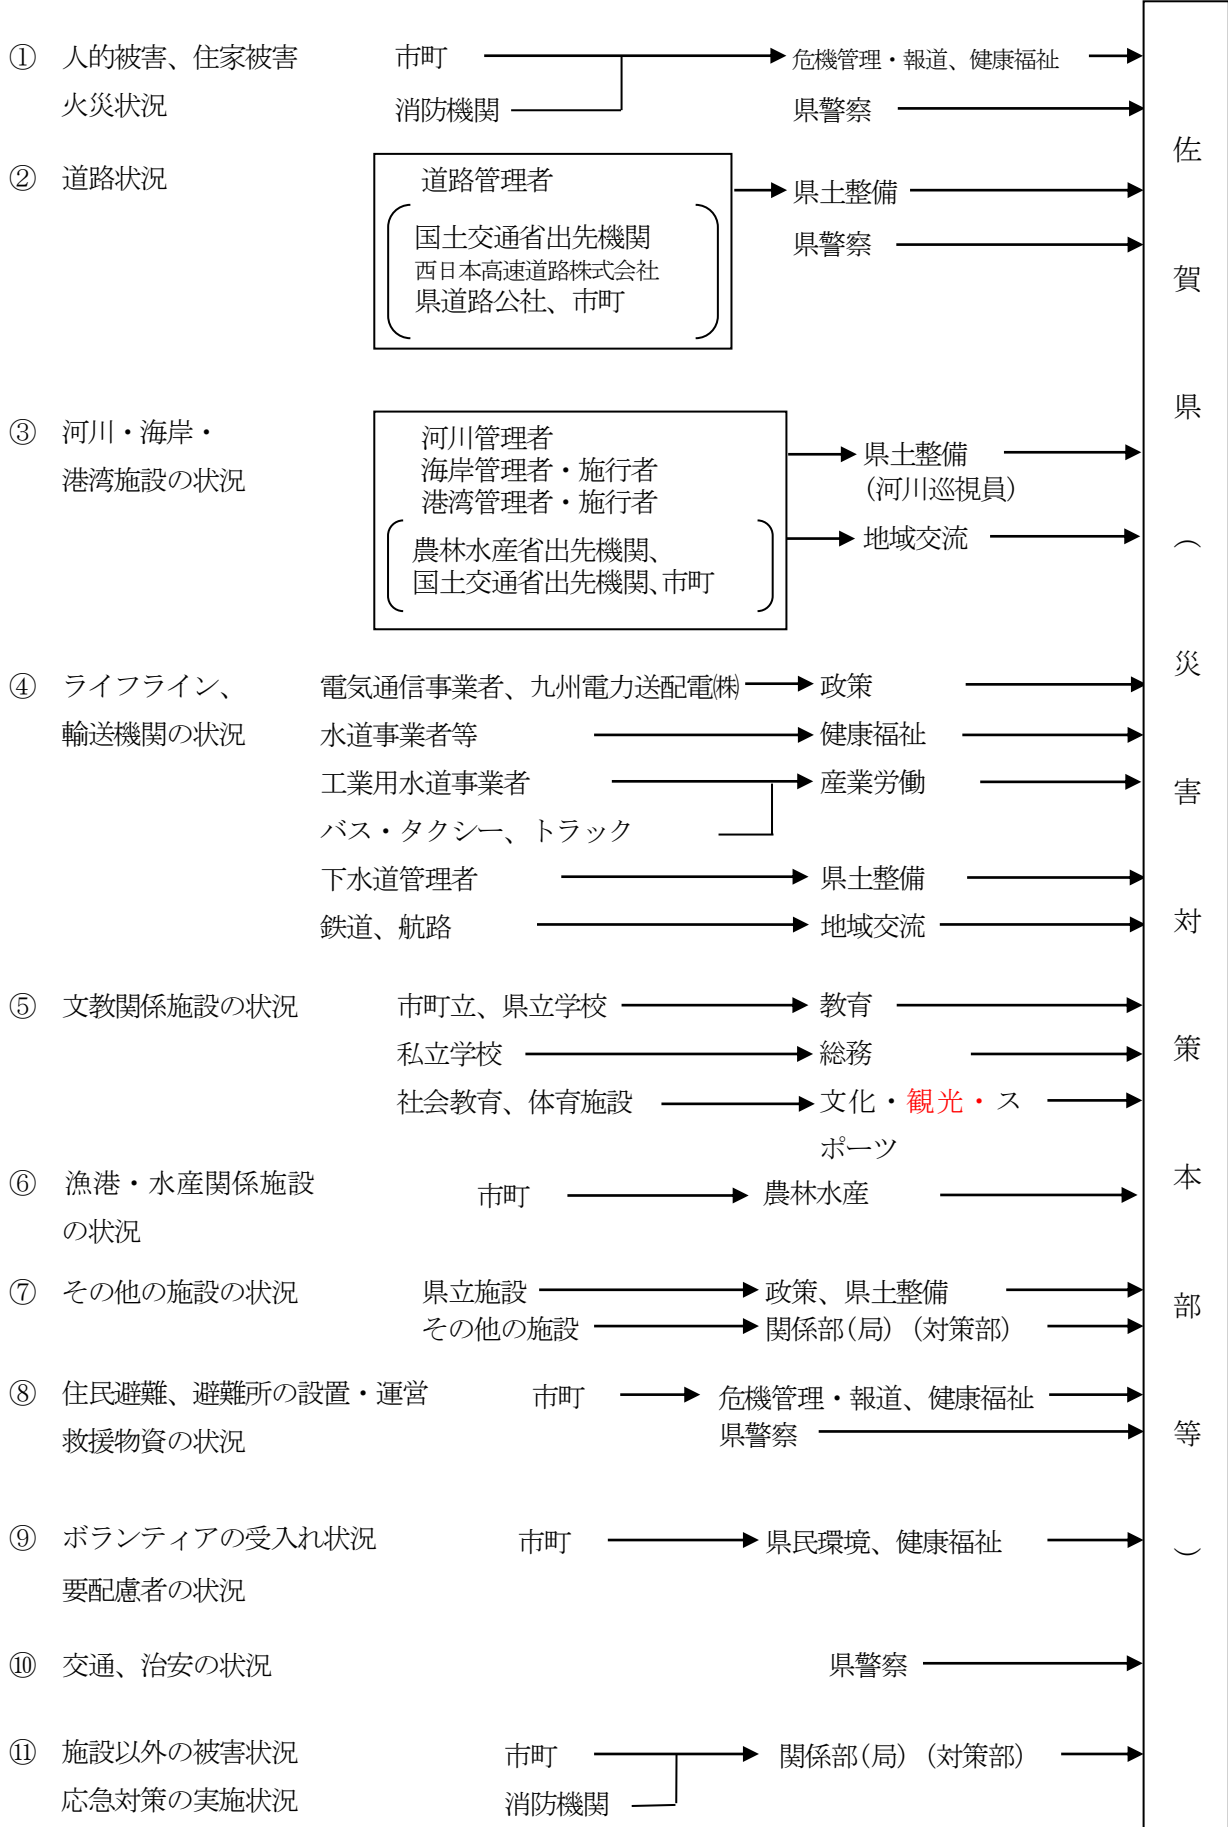 ① 人的被害、住家被害 市町 危機管理・報道、健康福祉
火災状況 消防機関 県警察
② 道路状況 道路管理者 県土整備
国土交通省出先機関 県警察
西日本高速道路株式会社
県道路公社、市町
③ 河川・海岸・ 河川管理者 県土整備
海岸管理者・施行者
港湾施設の状況 港湾管理者・施行者 (河川巡視員)
農林水産省出先機関、 地域交流
国土交通省出先機関、市町
④ ライフライン、 電気通信事業者、九州電力送配電㈱ 政策
輸送機関の状況 水道事業者等 健康福祉
工業用水道事業者 産業労働
バス・タクシー、トラック
下水道管理者 県土整備
鉄道、航路 地域交流
⑤ 文教関係施設の状況 市町立、県立学校 教育
私立学校 総務
社会教育、体育施設 文化・観光・ス
ポーツ
⑥ 漁港・水産関係施設 市町 農林水産
の状況
⑦ その他の施設の状況 県立施設 政策、県土整備
その他の施設 関係部(局)(対策部)
⑧ 住民避難、避難所の設置・運営 市町 危機管理・報道、健康福祉
救援物資の状況 県警察
⑨ ボランティアの受入れ状況 市町 県民環境、健康福祉
要配慮者の状況
⑩ 交通、治安の状況 県警察
⑪ 施設以外の被害状況 市町 関係部(局)(対策部)
応急対策の実施状況 消防機関
佐賀県(災害対策本部等)